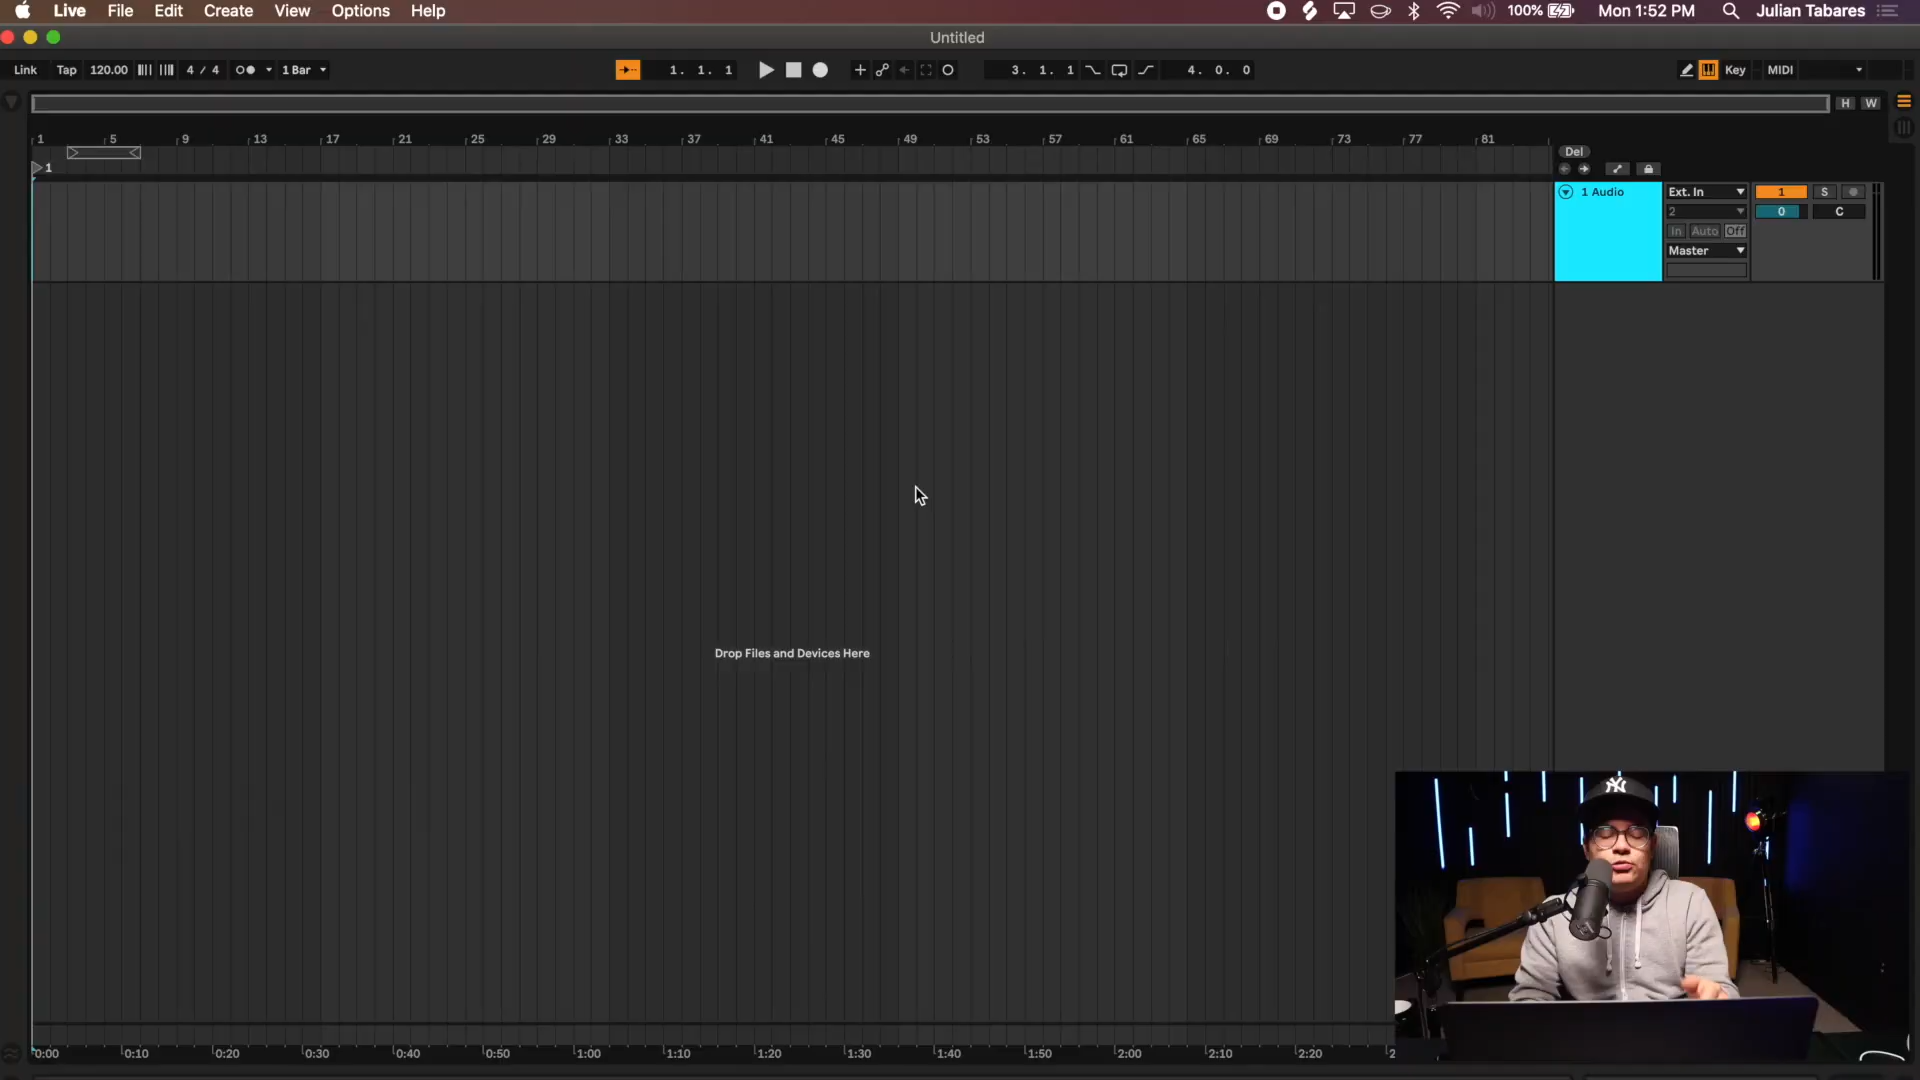 Live File Edit Create View Options Help 100% Mon 1:52 PM Julian Tabares
Untitled
Link Tap 120.00 4 / 4 1 Bar 1. 1. 1 3. 1. 1 4. 0. 0 Key MIDI
H W
1 5 9 13 17 21 25 29 33 37 41 45 49 53 57 61 65 69 73 77 81
Del
1
1 Audio Ext. In 1 S
2 0 C
In Auto Off
Master
Drop Files and Devices Here
NY
0:00 0:10 0:20 0:30 0:40 0:50 1:00 1:10 1:20 1:30 1:40 1:50 2:00 2:10 2:20 2